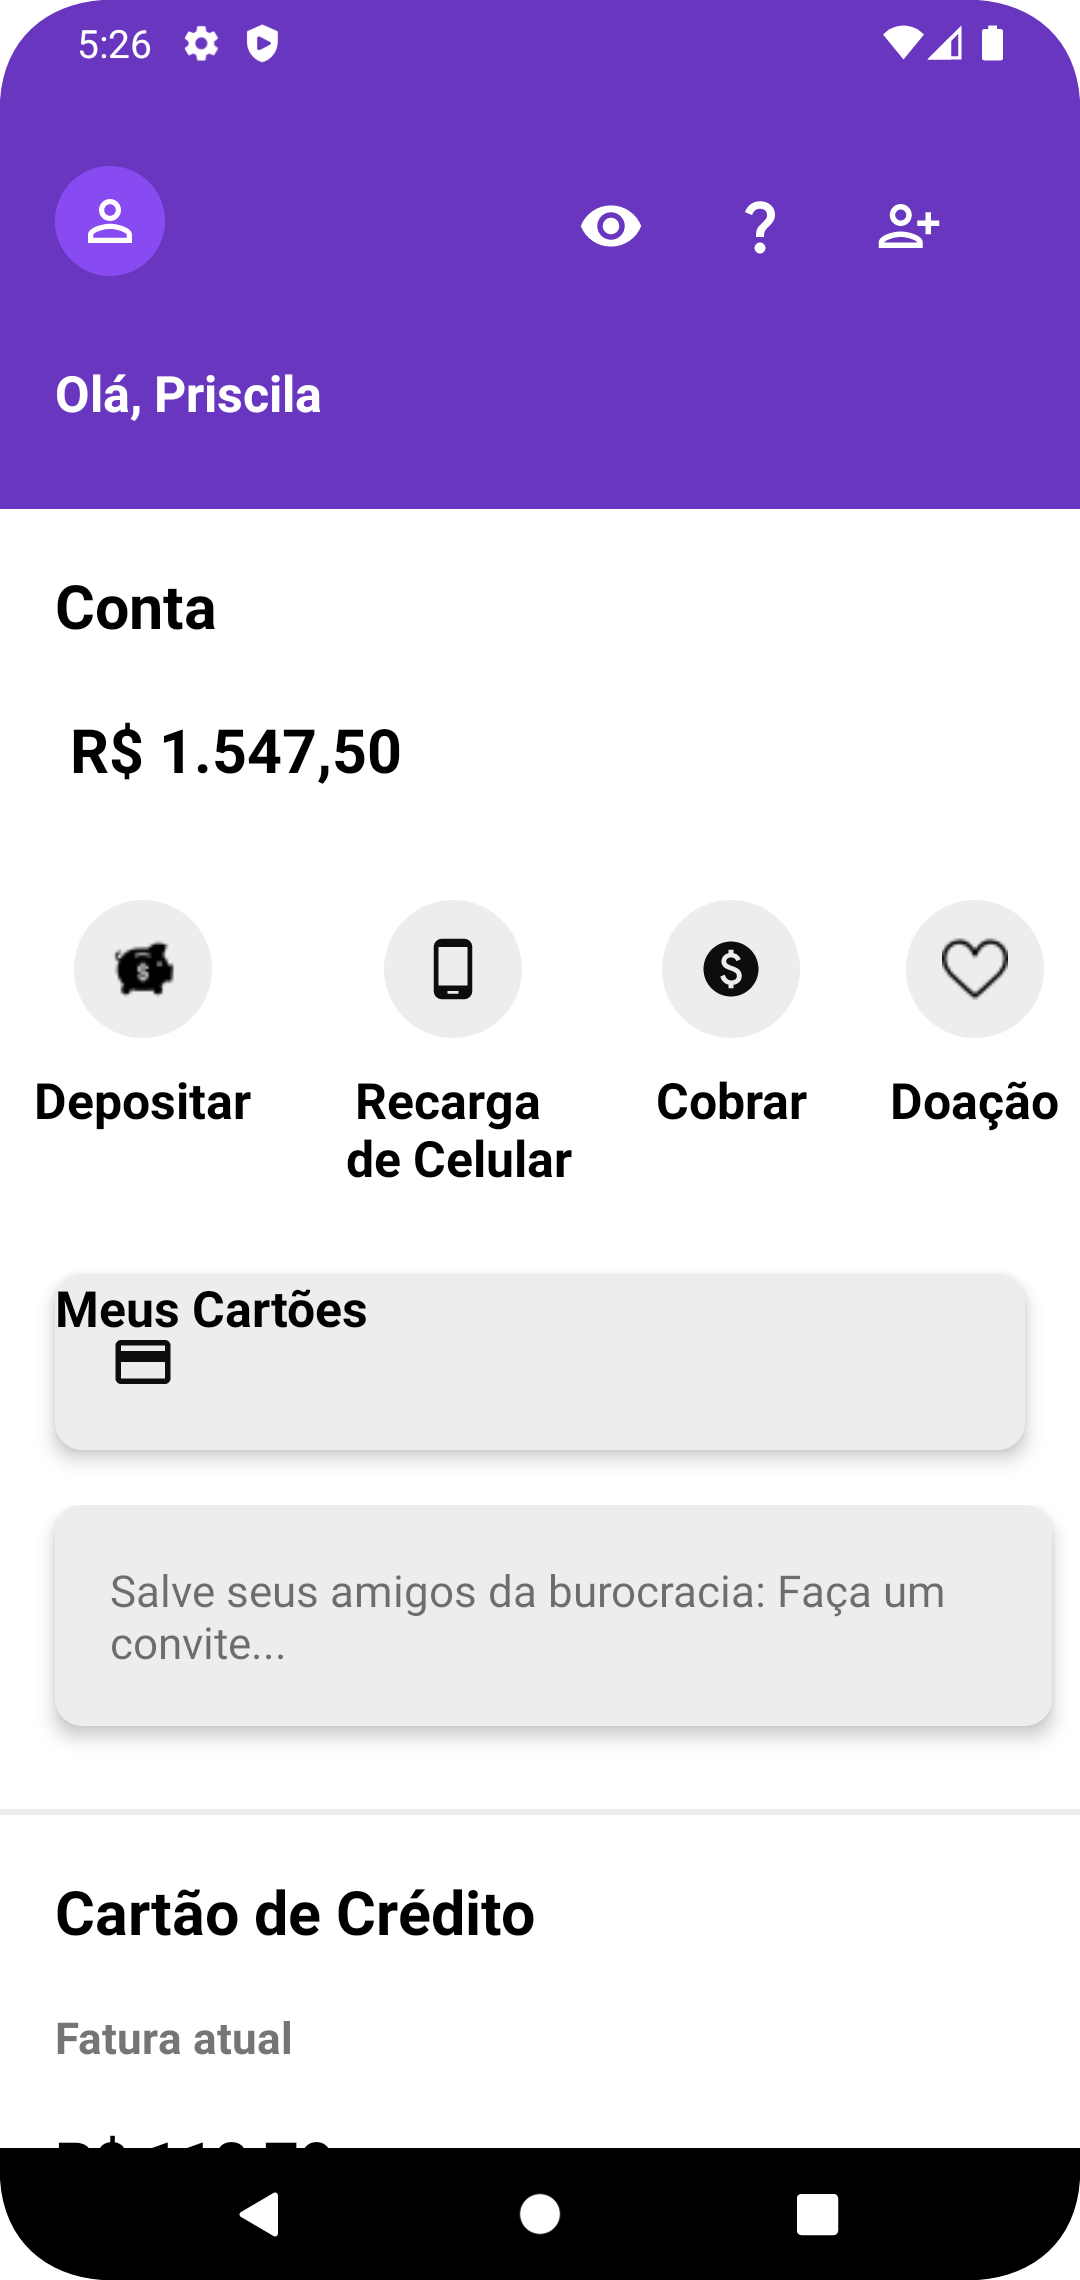 5:26
Olá, Priscila
Conta
R$ 1.547,50
Depositar
Recarga
de Celular
Cobrar
Doação
Meus Cartões
Salve seus amigos da burocracia: Faça um
convite...
Cartão de Crédito
Fatura atual
R$